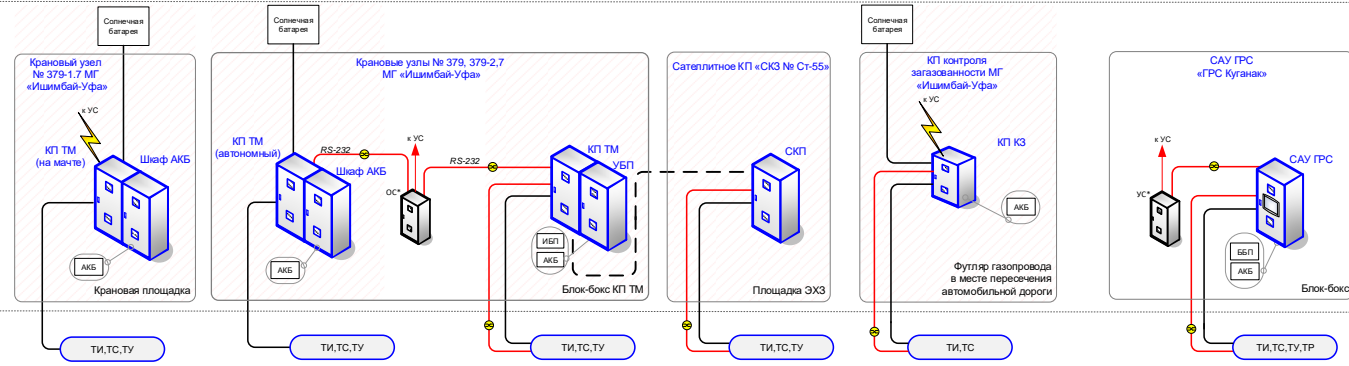 Солнечная
батарея
Крановый узел
№ 379-1.7 МГ
«Ишимбай-Уфа»
к УС
КП ТМ
(на мачте)
Шкаф АКБ
АКБ
Крановая площадка
ТИ,ТС,ТУ
Солнечная
батарея
Крановые узлы № 379, 379-2,7
МГ «Ишимбай-Уфа»
КП ТМ
(автономный)
RS-232
Шкаф АКБ
к УС
ОС*
RS-232
КП ТМ
УБП
АКБ
ИБП
АКБ
Блок-бокс КП ТМ
ТИ,ТС,ТУ
ТИ,ТС,ТУ
Сателлитное КП «СКЗ № Ст-55»
СКП
Площадка ЭХЗ
ТИ,ТС,ТУ
Солнечная
батарея
КП контроля
загазованности МГ
«Ишимбай-Уфа»
к УС
КП КЗ
АКБ
Футляр газопровода
в месте пересечения
автомобильной дороги
ТИ,ТС
САУ ГРС
«ГРС Куганак»
к УС
УС*
САУ ГРС
ББП
АКБ
Блок-бокс
ТИ,ТС,ТУ,ТР